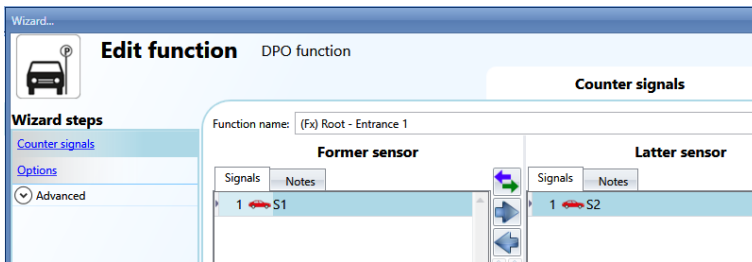 Wizard...
P
Edit function DPO function
Counter signals
Wizard steps
Counter signals
Options
Advanced
Function name: (Fx) Root - Entrance 1
Former sensor
Latter sensor
Signals Notes
Signals Notes
1 S1
1 S2